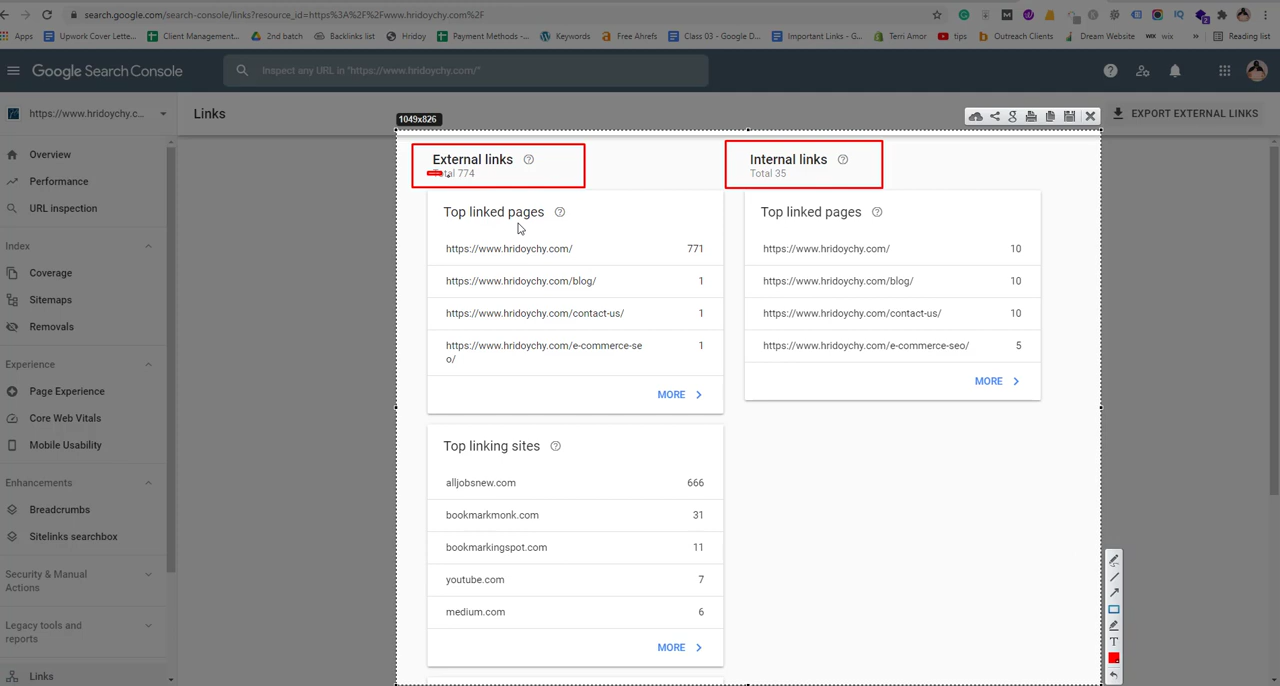 search.google.com/search-console/links?resource_id=https%3A%2F%2Fwww.hridoychy.com%2F
Apps
Upwork Cover Lette...
Client Management...
2nd batch
Backlinks list
Hridoy
Payment Methods -...
Keywords
Free Ahrefs
Class 03 - Google D...
Important Links - G...
Terri Amor
tips
Outreach Clients
Dream Website
WiX
wix
»
Reading list
Google Search Console
Inspect any URL in "https://www.hridoychy.com/"
https://www.hridoychy.c...
Links
EXPORT EXTERNAL LINKS
1049x826
Overview
Performance
URL inspection
Index
Coverage
Sitemaps
Removals
Experience
Page Experience
Core Web Vitals
Mobile Usability
Enhancements
Breadcrumbs
Sitelinks searchbox
Security & Manual
Actions
Legacy tools and
reports
Links
External links
Total 774
Top linked pages
https://www.hridoychy.com/ 771
https://www.hridoychy.com/blog/ 1
https://www.hridoychy.com/contact-us/ 1
https://www.hridoychy.com/e-commerce-se
o/ 1
MORE
Top linking sites
alljobsnew.com 666
bookmarkmonk.com 31
bookmarkingspot.com 11
youtube.com 7
medium.com 6
MORE
Internal links
Total 35
Top linked pages
https://www.hridoychy.com/ 10
https://www.hridoychy.com/blog/ 10
https://www.hridoychy.com/contact-us/ 10
https://www.hridoychy.com/e-commerce-seo/ 5
MORE